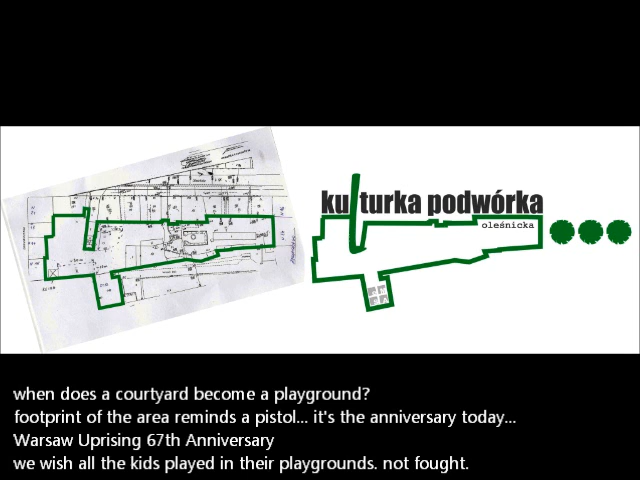 kulturka podwórka
oleśnicka
when does a courtyard become a playground?
footprint of the area reminds a pistol... it's the anniversary today...
Warsaw Uprising 67th Anniversary
we wish all the kids played in their playgrounds. not fought.